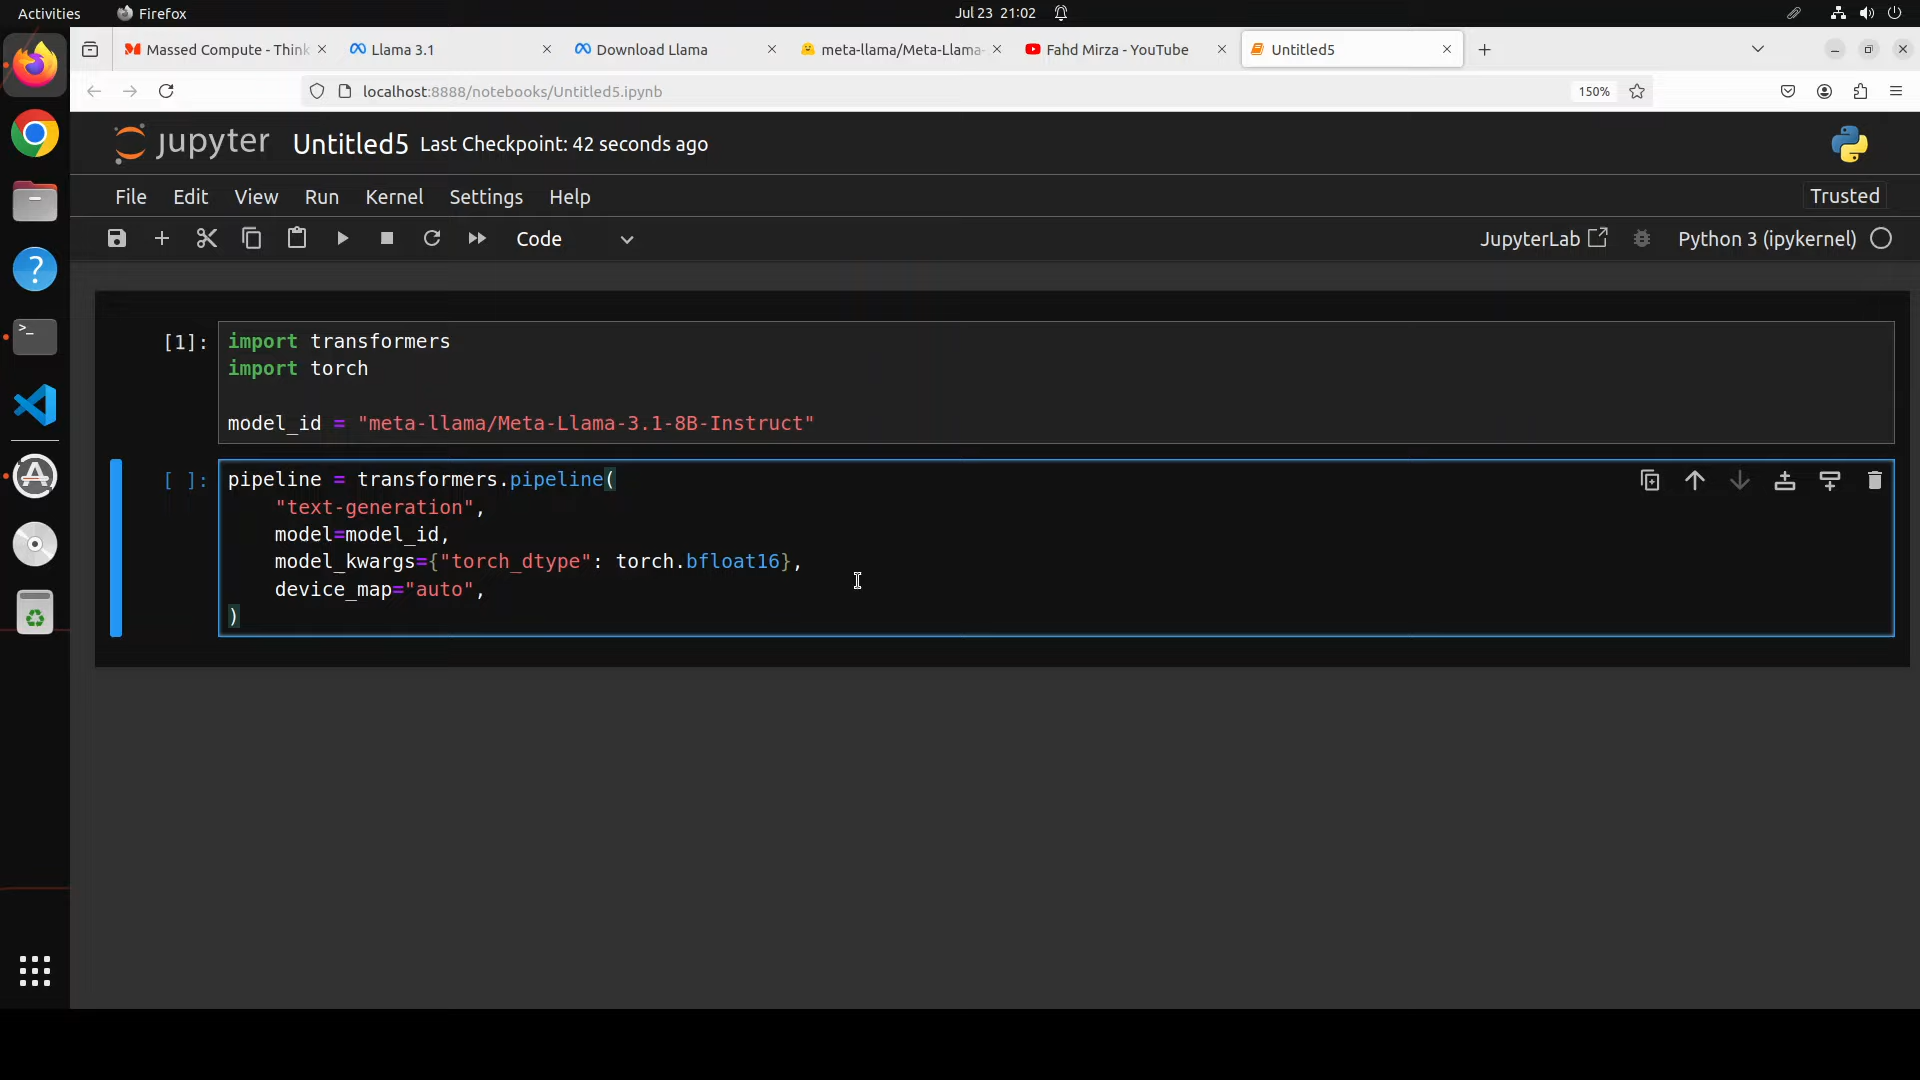 Activities Firefox Jul 23 21:02
Massed Compute - Think Llama 3.1 Download Llama meta-llama/Meta-Llama- Fahd Mirza - YouTube Untitled5
localhost:8888/notebooks/Untitled5.ipynb 150%
jupyter Untitled5 Last Checkpoint: 42 seconds ago
File Edit View Run Kernel Settings Help Trusted
Code JupyterLab Python 3 (ipykernel)
[1]: import transformers
import torch
model_id = "meta-llama/Meta-Llama-3.1-8B-Instruct"
[ ]: pipeline = transformers.pipeline(
"text-generation",
model=model_id,
model_kwargs={"torch_dtype": torch.bfloat16},
device_map="auto",
)